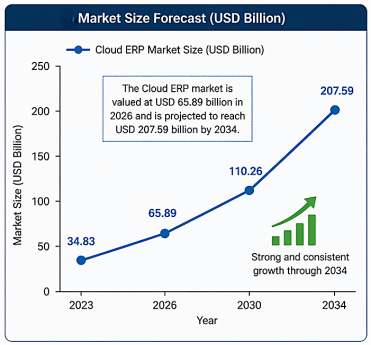 Market Size Forecast (USD Billion)
Cloud ERP Market Size (USD Billion)
250
200
150
100
50
0
Market Size (USD Billion)
The Cloud ERP market is
valued at USD 65.89 billion in
2026 and is projected to reach
USD 207.59 billion by 2034.
34.83
65.89
110.26
207.59
Strong and consistent
growth through 2034
2023
2026
2030
2034
Year